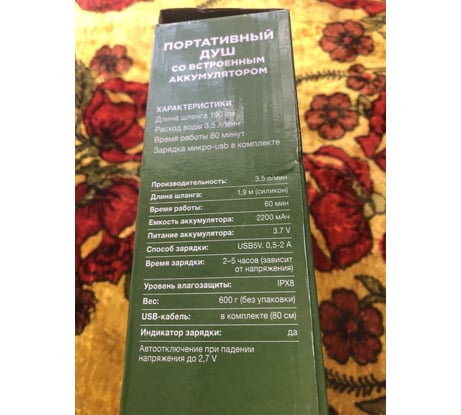 ПОРТАТИВНЫЙ
ДУШ
СО ВСТРОЕННЫМ
АККУМУЛЯТОРОМ
ХАРАКТЕРИСТИКИ
Длина шланга 190 см
Расход воды 3,5 л/мин
Время работы 60 минут
Зарядка микро-usb в комплекте
Производительность: 3,5 л/мин
Длина шланга: 1,9 м (силикон)
Время работы: 60 мин
Емкость аккумулятора: 2200 мАч
Питание аккумулятора: 3.7 V
Способ зарядки: USB5V. 0,5-2 A
Время зарядки: 2–5 часов (зависит
от напряжения)
Уровень влагозащиты: IPX8
Вес: 600 г (без упаковки)
USB-кабель: в комплекте (80 см)
Индикатор зарядки: да
Автоотключение при падении
напряжения до 2,7 V